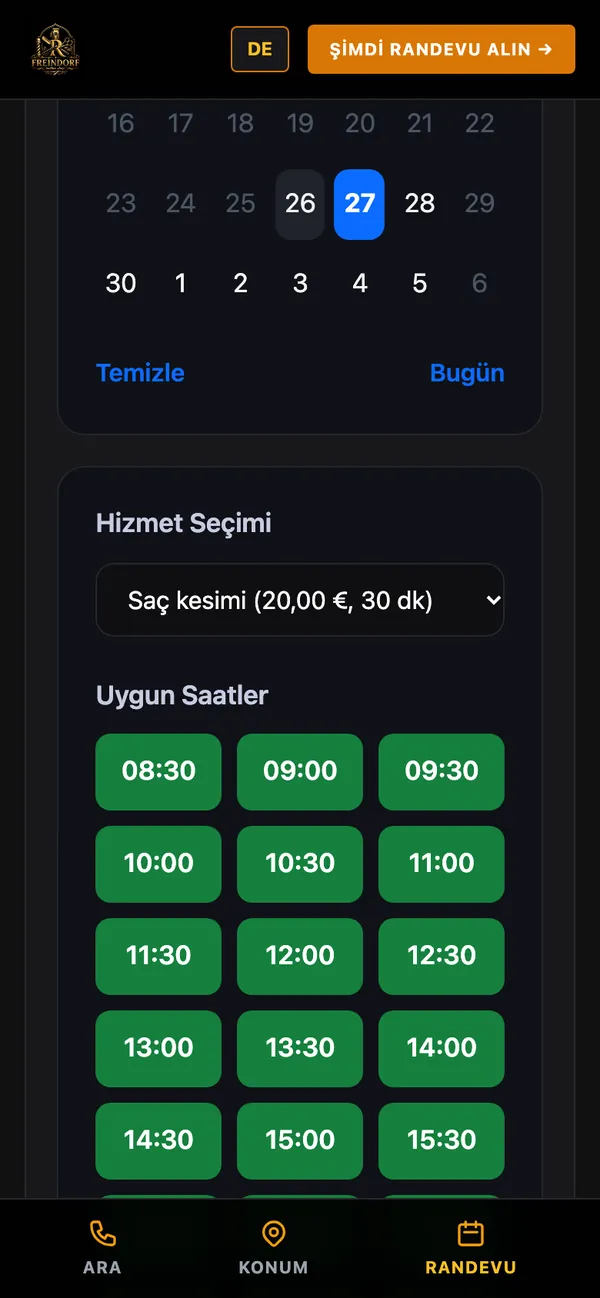 FREINDORF
DE
ŞİMDİ RANDEVU ALIN →
16 17 18 19 20 21 22
23 24 25 26 27 28 29
30 1 2 3 4 5 6
Temizle Bugün
Hizmet Seçimi
Saç kesimi (20,00 €, 30 dk)
Uygun Saatler
08:30 09:00 09:30
10:00 10:30 11:00
11:30 12:00 12:30
13:00 13:30 14:00
14:30 15:00 15:30
ARA KONUM RANDEVU